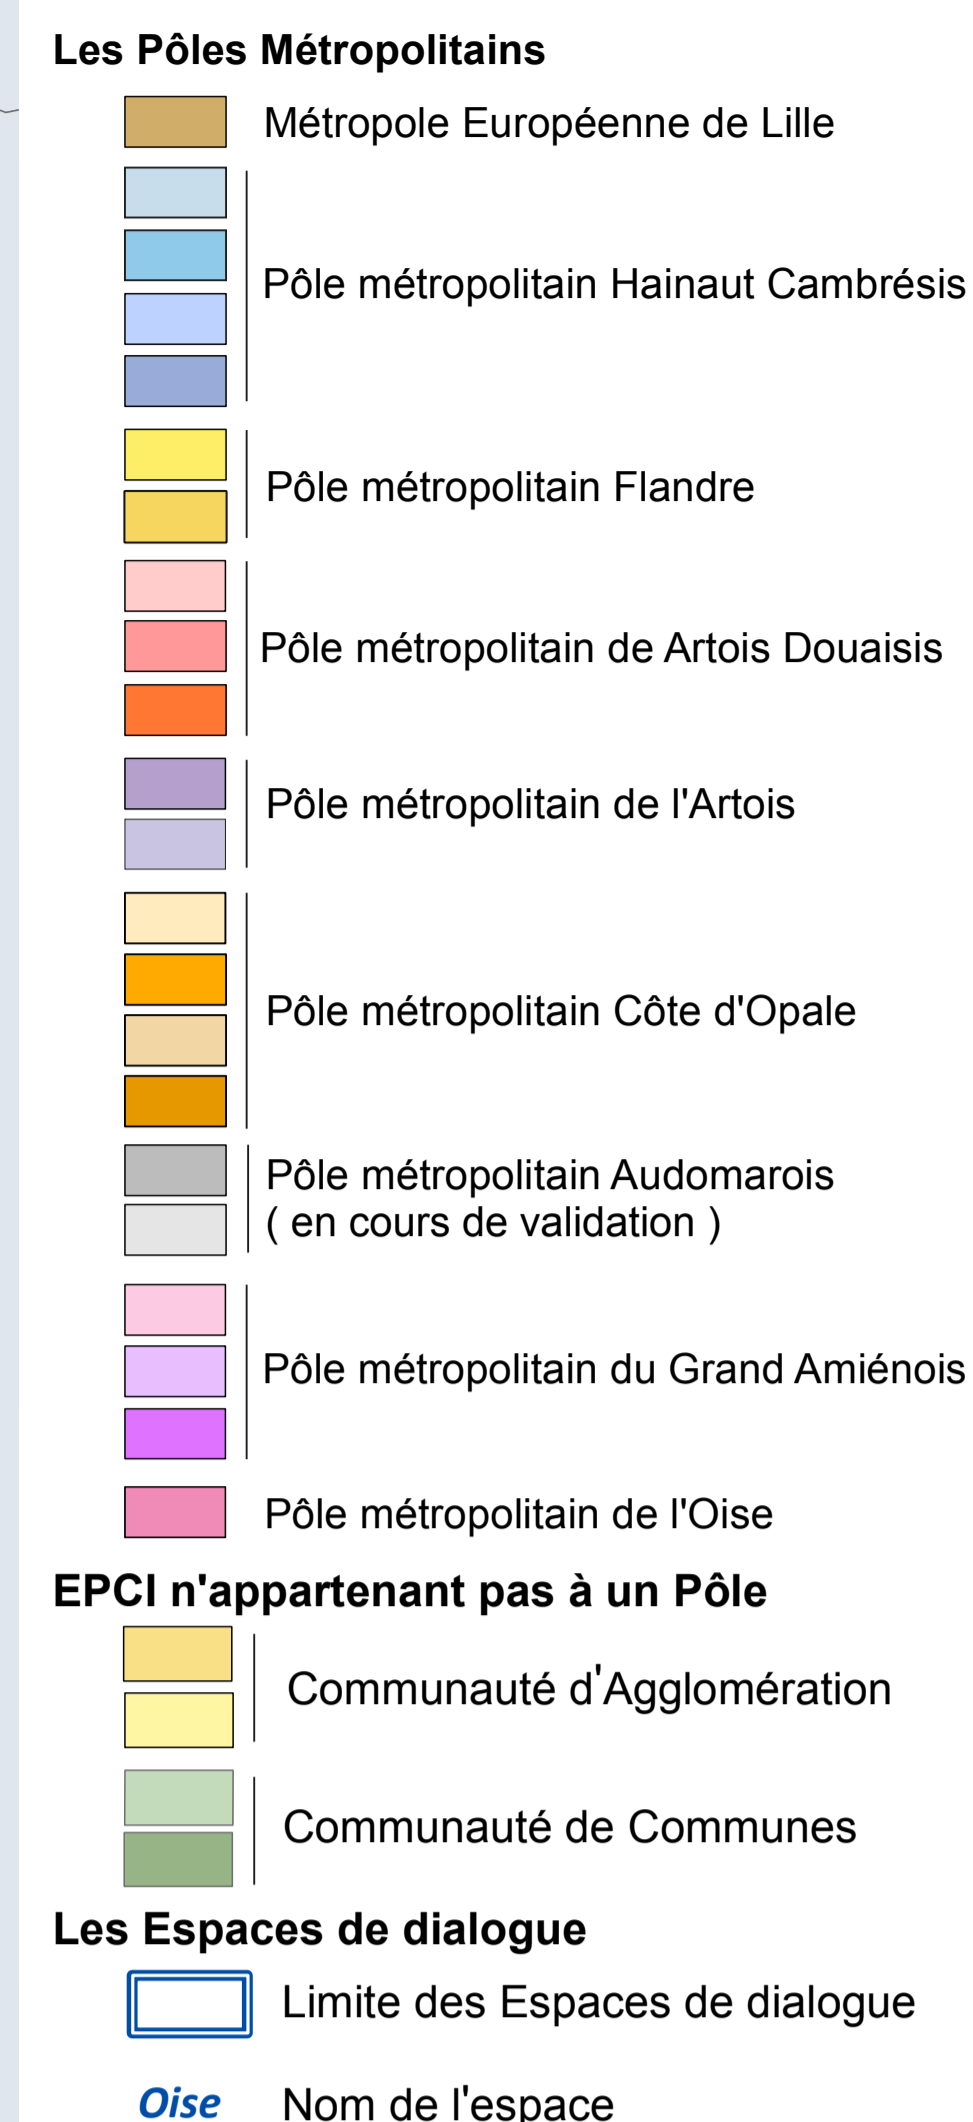 Les Pôles Métropolitains
Métropole Européenne de Lille
Pôle métropolitain Hainaut Cambrésis
Pôle métropolitain Flandre
Pôle métropolitain de Artois Douaisis
Pôle métropolitain de l'Artois
Pôle métropolitain Côte d'Opale
Pôle métropolitain Audomarois
( en cours de validation )
Pôle métropolitain du Grand Amiénois
Pôle métropolitain de l'Oise
EPCI n'appartenant pas à un Pôle
Communauté d'Agglomération
Communauté de Communes
Les Espaces de dialogue
Limite des Espaces de dialogue
Oise Nom de l'espace